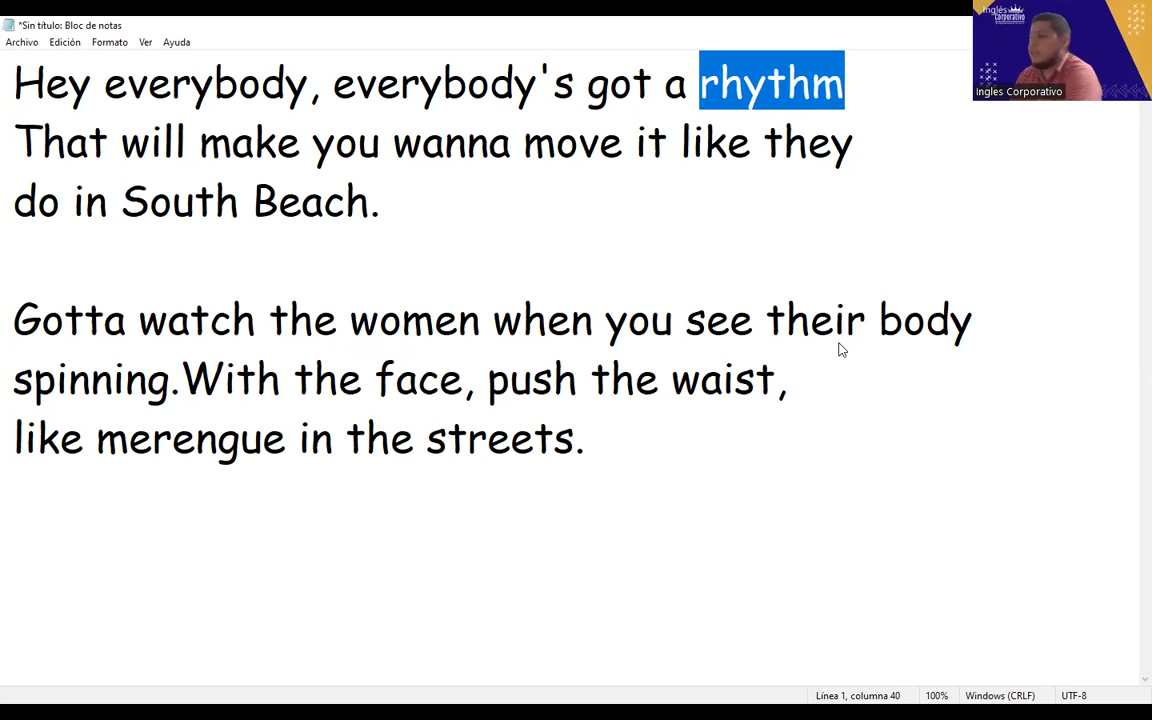 *Sin título: Bloc de notas
Archivo Edición Formato Ver Ayuda
Inglés
Corporativo
Ingles Corporativo
Hey everybody, everybody's got a rhythm
That will make you wanna move it like they
do in South Beach.
Gotta watch the women when you see their body
spinning.With the face, push the waist,
like merengue in the streets.
Línea 1, columna 40 100% Windows (CRLF) UTF-8